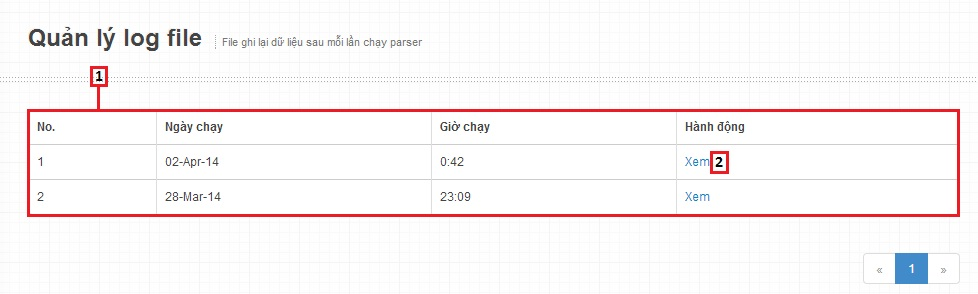 Quản lý log file File ghi lại dữ liệu sau mỗi lần chạy parser
1
No. Ngày chạy Giờ chạy Hành động
1 02-Apr-14 0:42 Xem 2
2 28-Mar-14 23:09 Xem
« 1 »